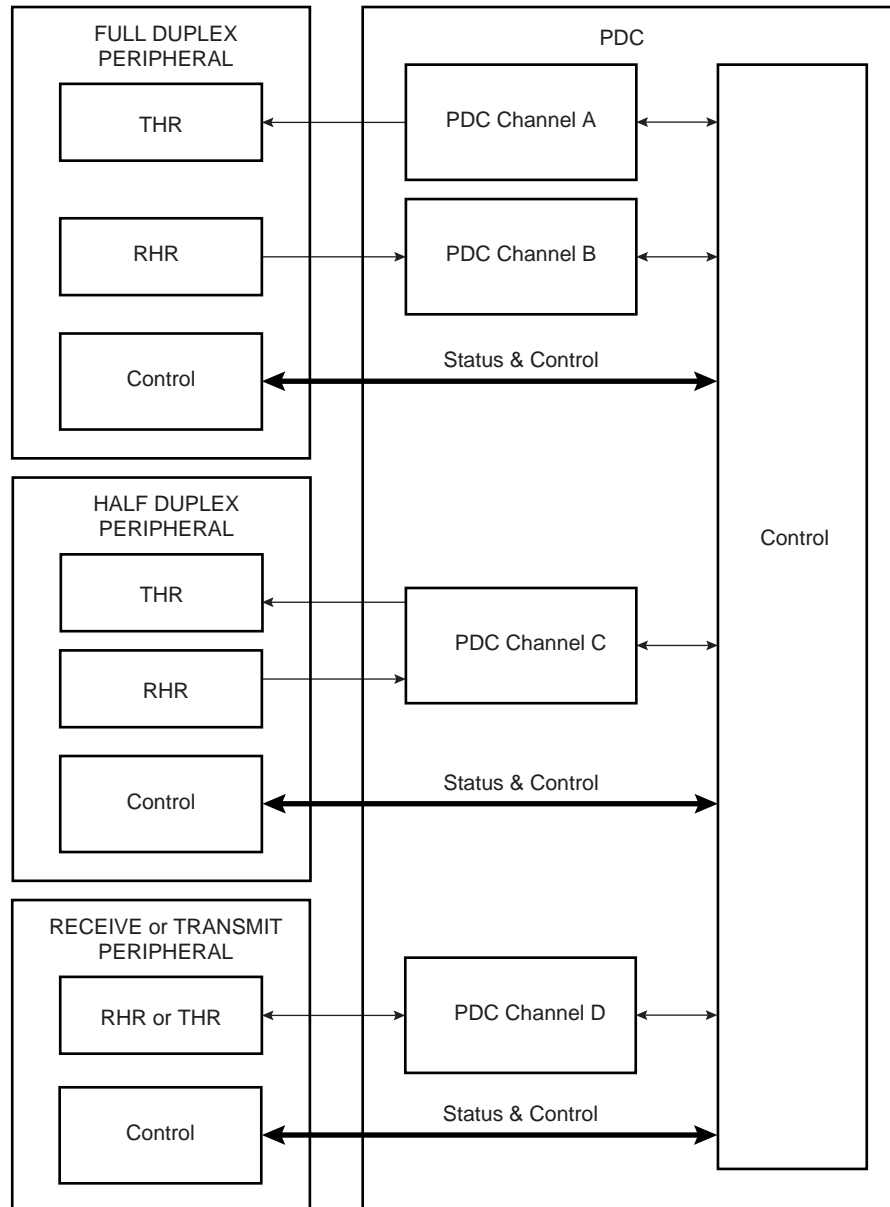 FULL DUPLEX
PERIPHERAL
PDC
THR
PDC Channel A
RHR
PDC Channel B
Control
Status & Control
HALF DUPLEX
PERIPHERAL
Control
THR
PDC Channel C
RHR
Control
Status & Control
RECEIVE or TRANSMIT
PERIPHERAL
RHR or THR
PDC Channel D
Control
Status & Control